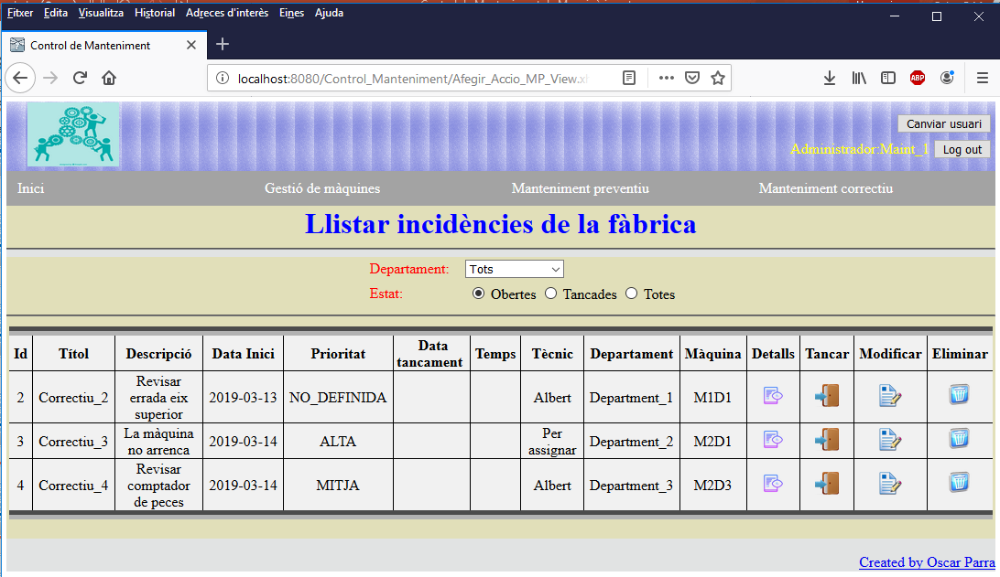 Fitxer Edita Visualitza Historial Adreces d'interès Eines Ajuda
Control de Manteniment
localhost:8080/Control_Manteniment/Afegir_Accio_MP_View.x
ABP
Canviar usuari
Administrador:Maint_1 Log out
Inici Gestió de màquines Manteniment preventiu Manteniment correctiu
Llistar incidències de la fàbrica
Departament: Tots
Estat: Obertes Tancades Totes
Id Títol Descripció Data Inici Prioritat Data tancament Temps Tècnic Departament Màquina Detalls Tancar Modificar Eliminar
2 Correctiu_2 Revisar errada eix superior 2019-03-13 NO_DEFINIDA Albert Department_1 M1D1
3 Correctiu_3 La màquina no arrenca 2019-03-14 ALTA Per assignar Department_2 M2D1
4 Correctiu_4 Revisar comptador de peces 2019-03-14 MITJA Albert Department_3 M2D3
Created by Oscar Parra